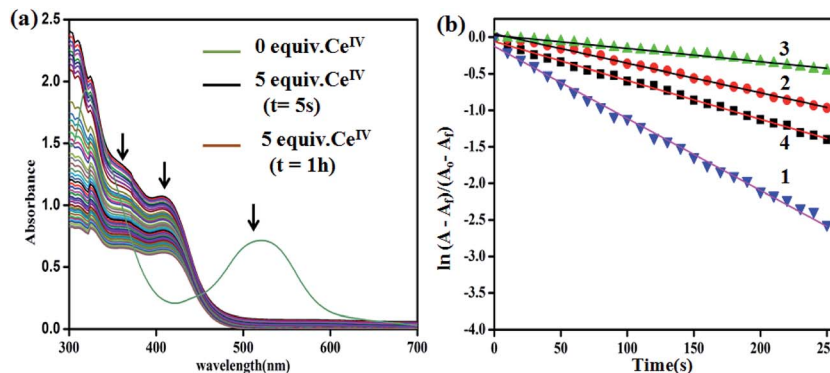 (a)
2.5
2.0
1.5
1.0
0.5
0.0
Absorbance
300
400
500
600
700
wavelength(nm)
0 equiv.Ce^IV
5 equiv.Ce^IV
(t= 5s)
5 equiv.Ce^IV
(t = 1h)
(b)
0.0
-0.5
-1.0
-1.5
-2.0
-2.5
-3.0
-3.5
-4.0
ln (A - A_f)/(A_o- A_f)
0
50
100
150
200
250
Time(s)
3
2
4
1